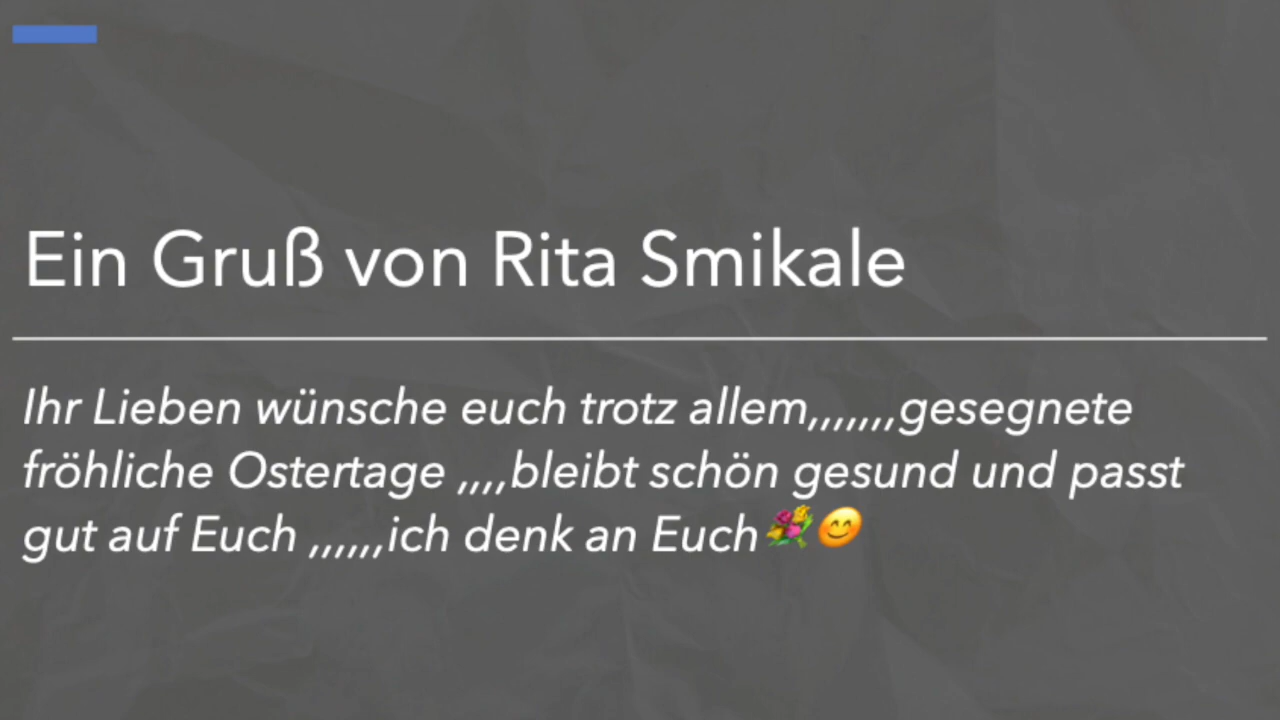 Ein Gruß von Rita Smikale
Ihr Lieben wünsche euch trotz allem,,,,,,,gesegnete
fröhliche Ostertage ,,,,bleibt schön gesund und passt
gut auf Euch ,,,,,,ich denk an Euch💐😊